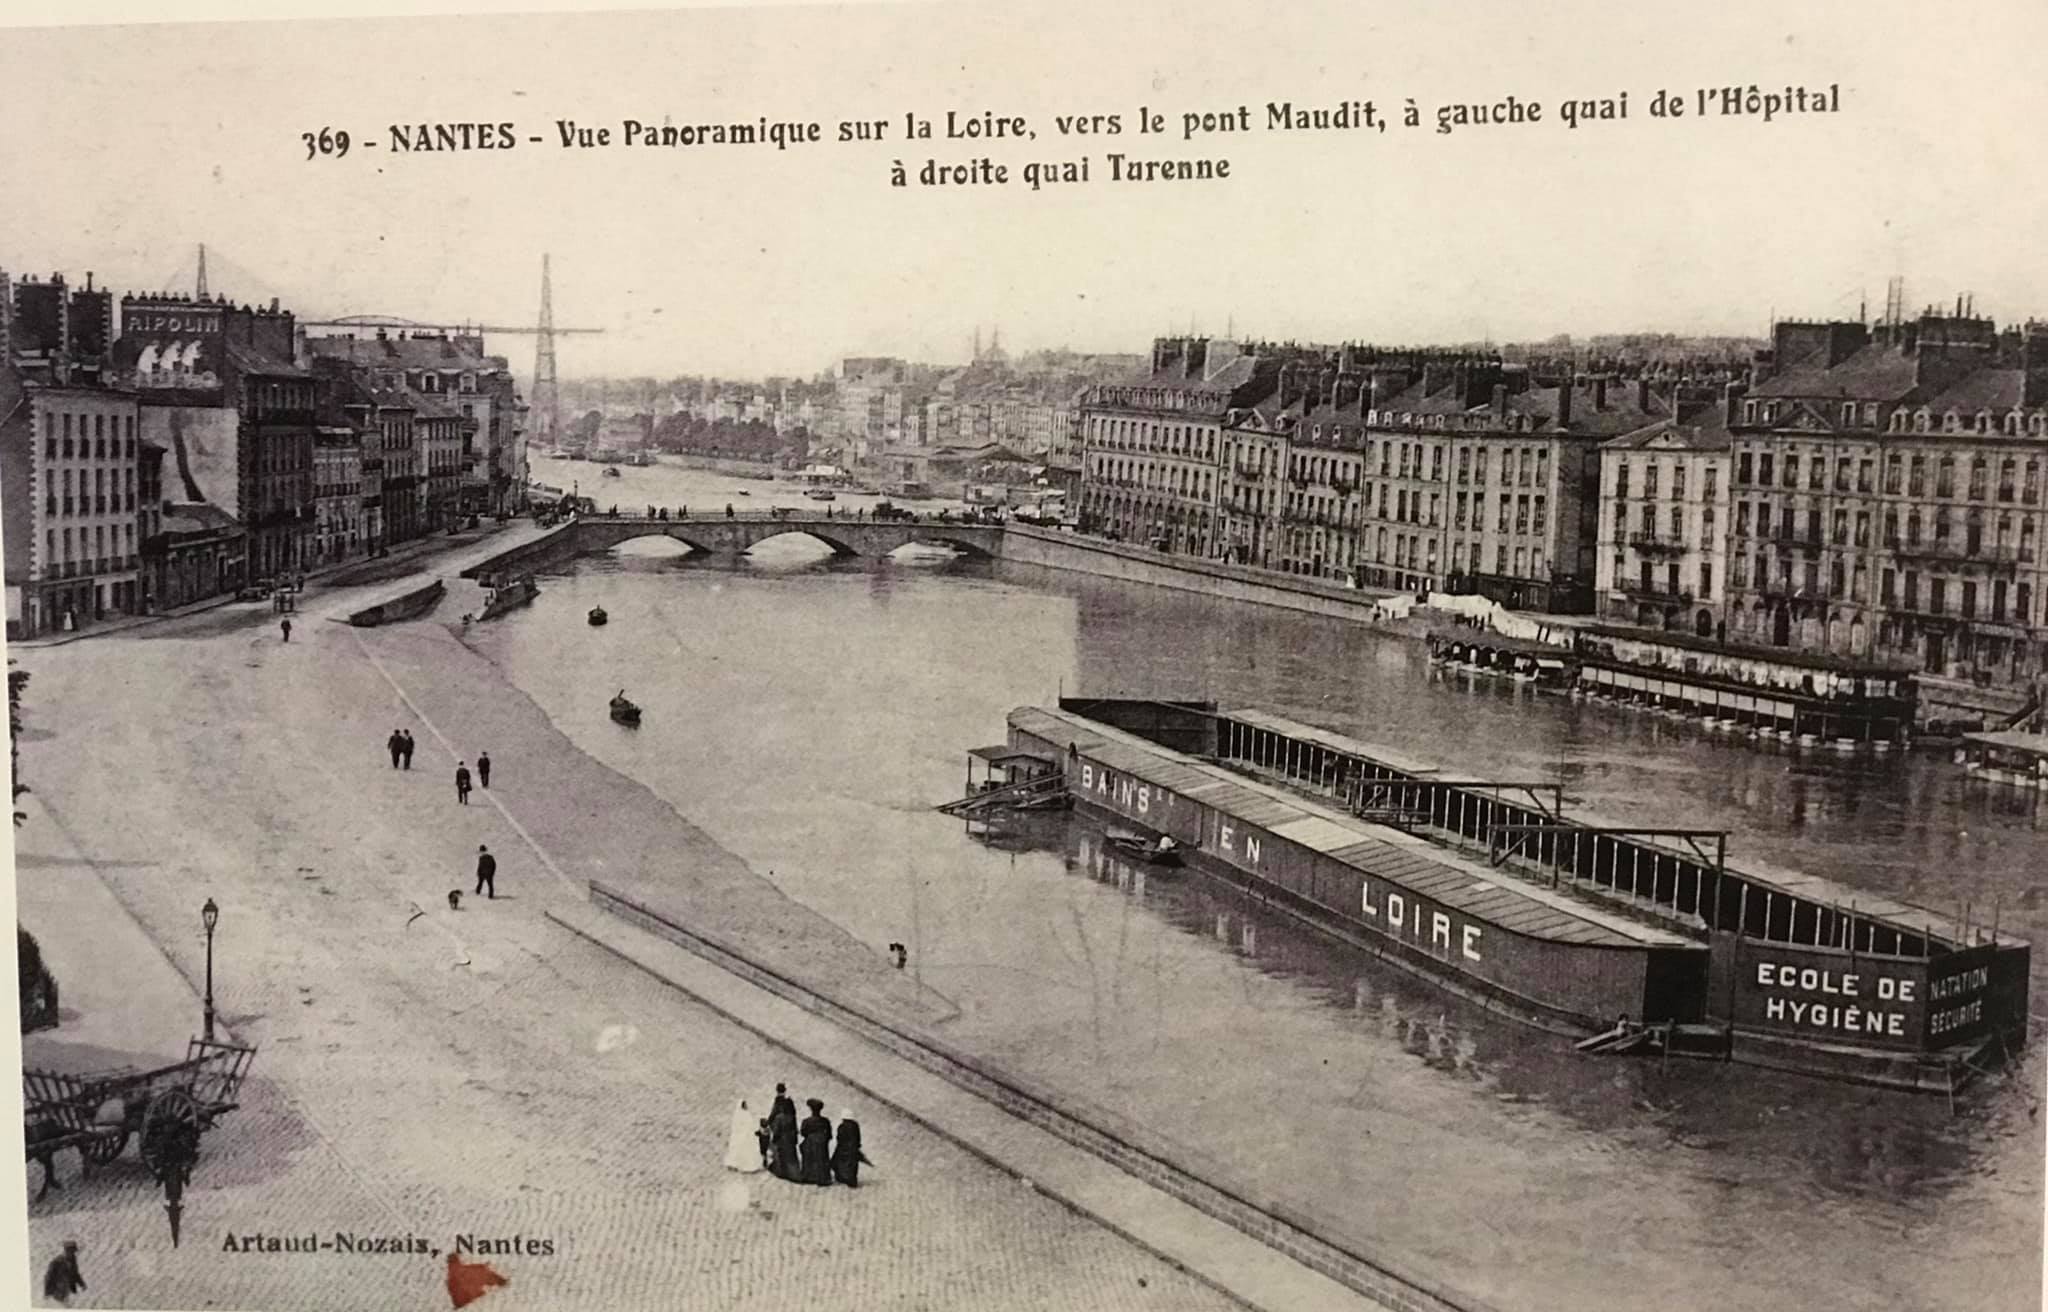 369 - NANTES - Vue Panoramique sur la Loire, vers le pont Maudit, à gauche quai de l'Hôpital
à droite quai Turenne
RIPOLIN
BAINS
EN
LOIRE
ECOLE DE NATATION
HYGIÈNE SÉCURITÉ
Artaud-Nozais, Nantes